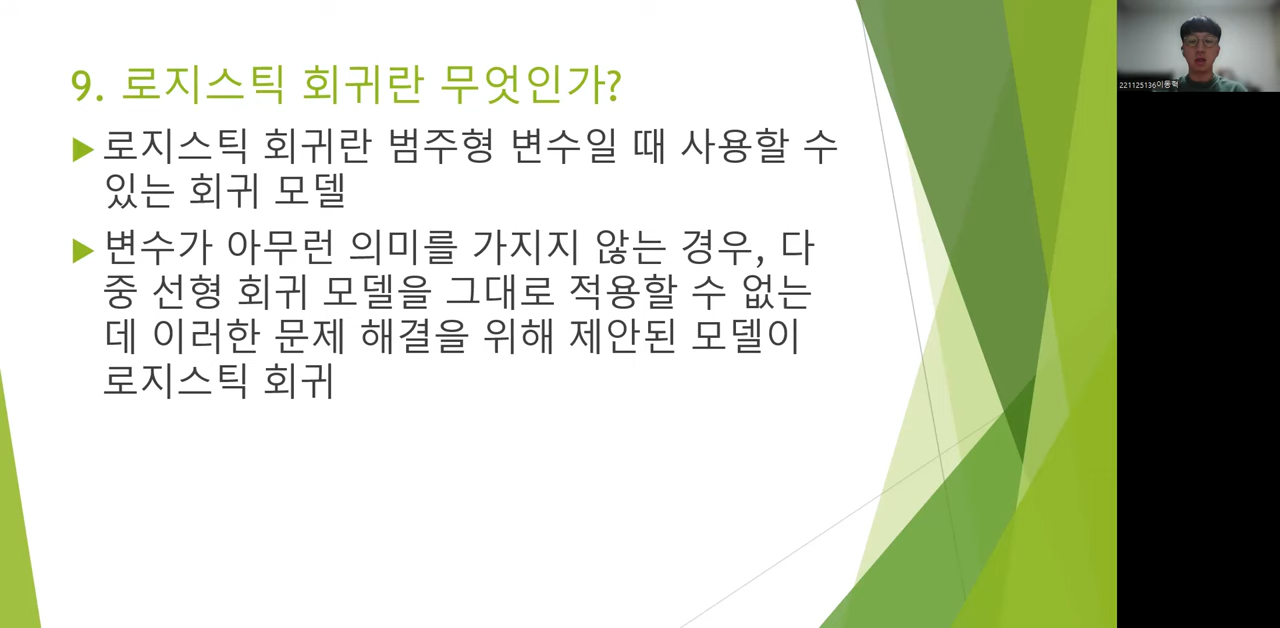 9. 로지스틱 회귀란 무엇인가?
로지스틱 회귀란 범주형 변수일 때 사용할 수
있는 회귀 모델
변수가 아무런 의미를 가지지 않는 경우, 다
중 선형 회귀 모델을 그대로 적용할 수 없는
데 이러한 문제 해결을 위해 제안된 모델이
로지스틱 회귀
221125136이동혁